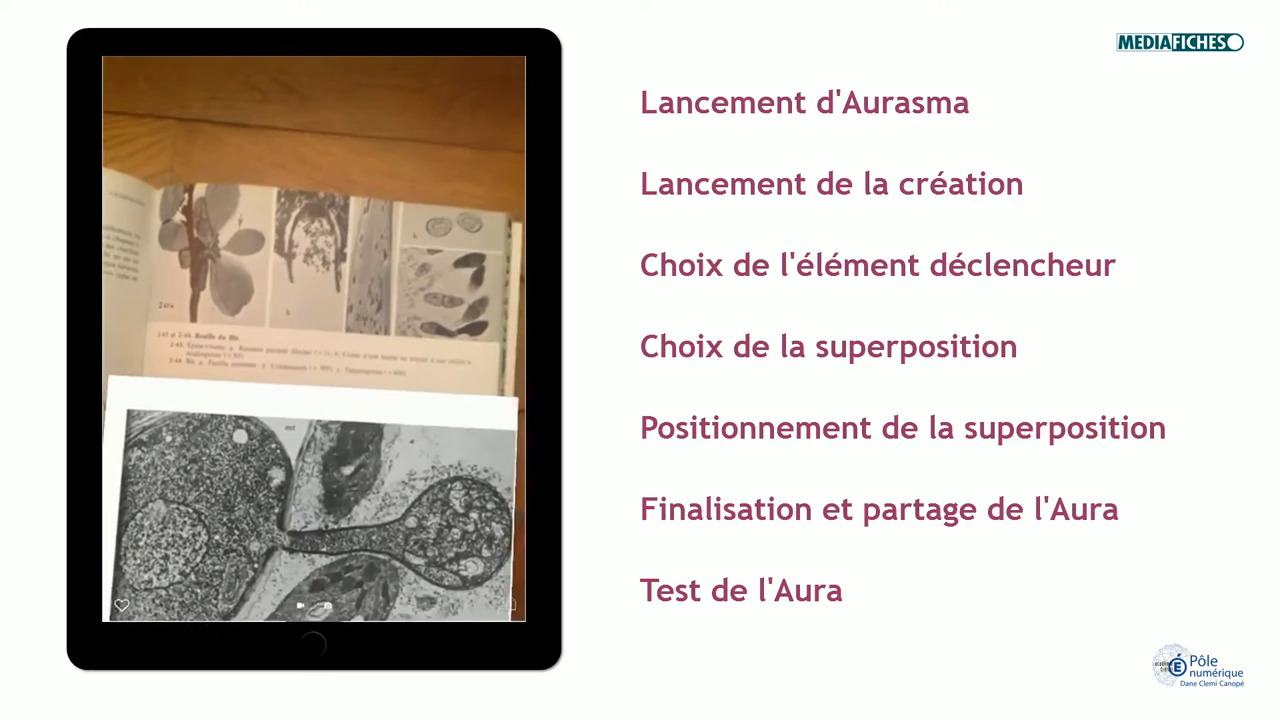 MEDIAFICHES
Lancement d'Aurasma
Lancement de la création
Choix de l'élément déclencheur
Choix de la superposition
Positionnement de la superposition
Finalisation et partage de l'Aura
Test de l'Aura
Pôle
numérique
Dane Clemi Canopé